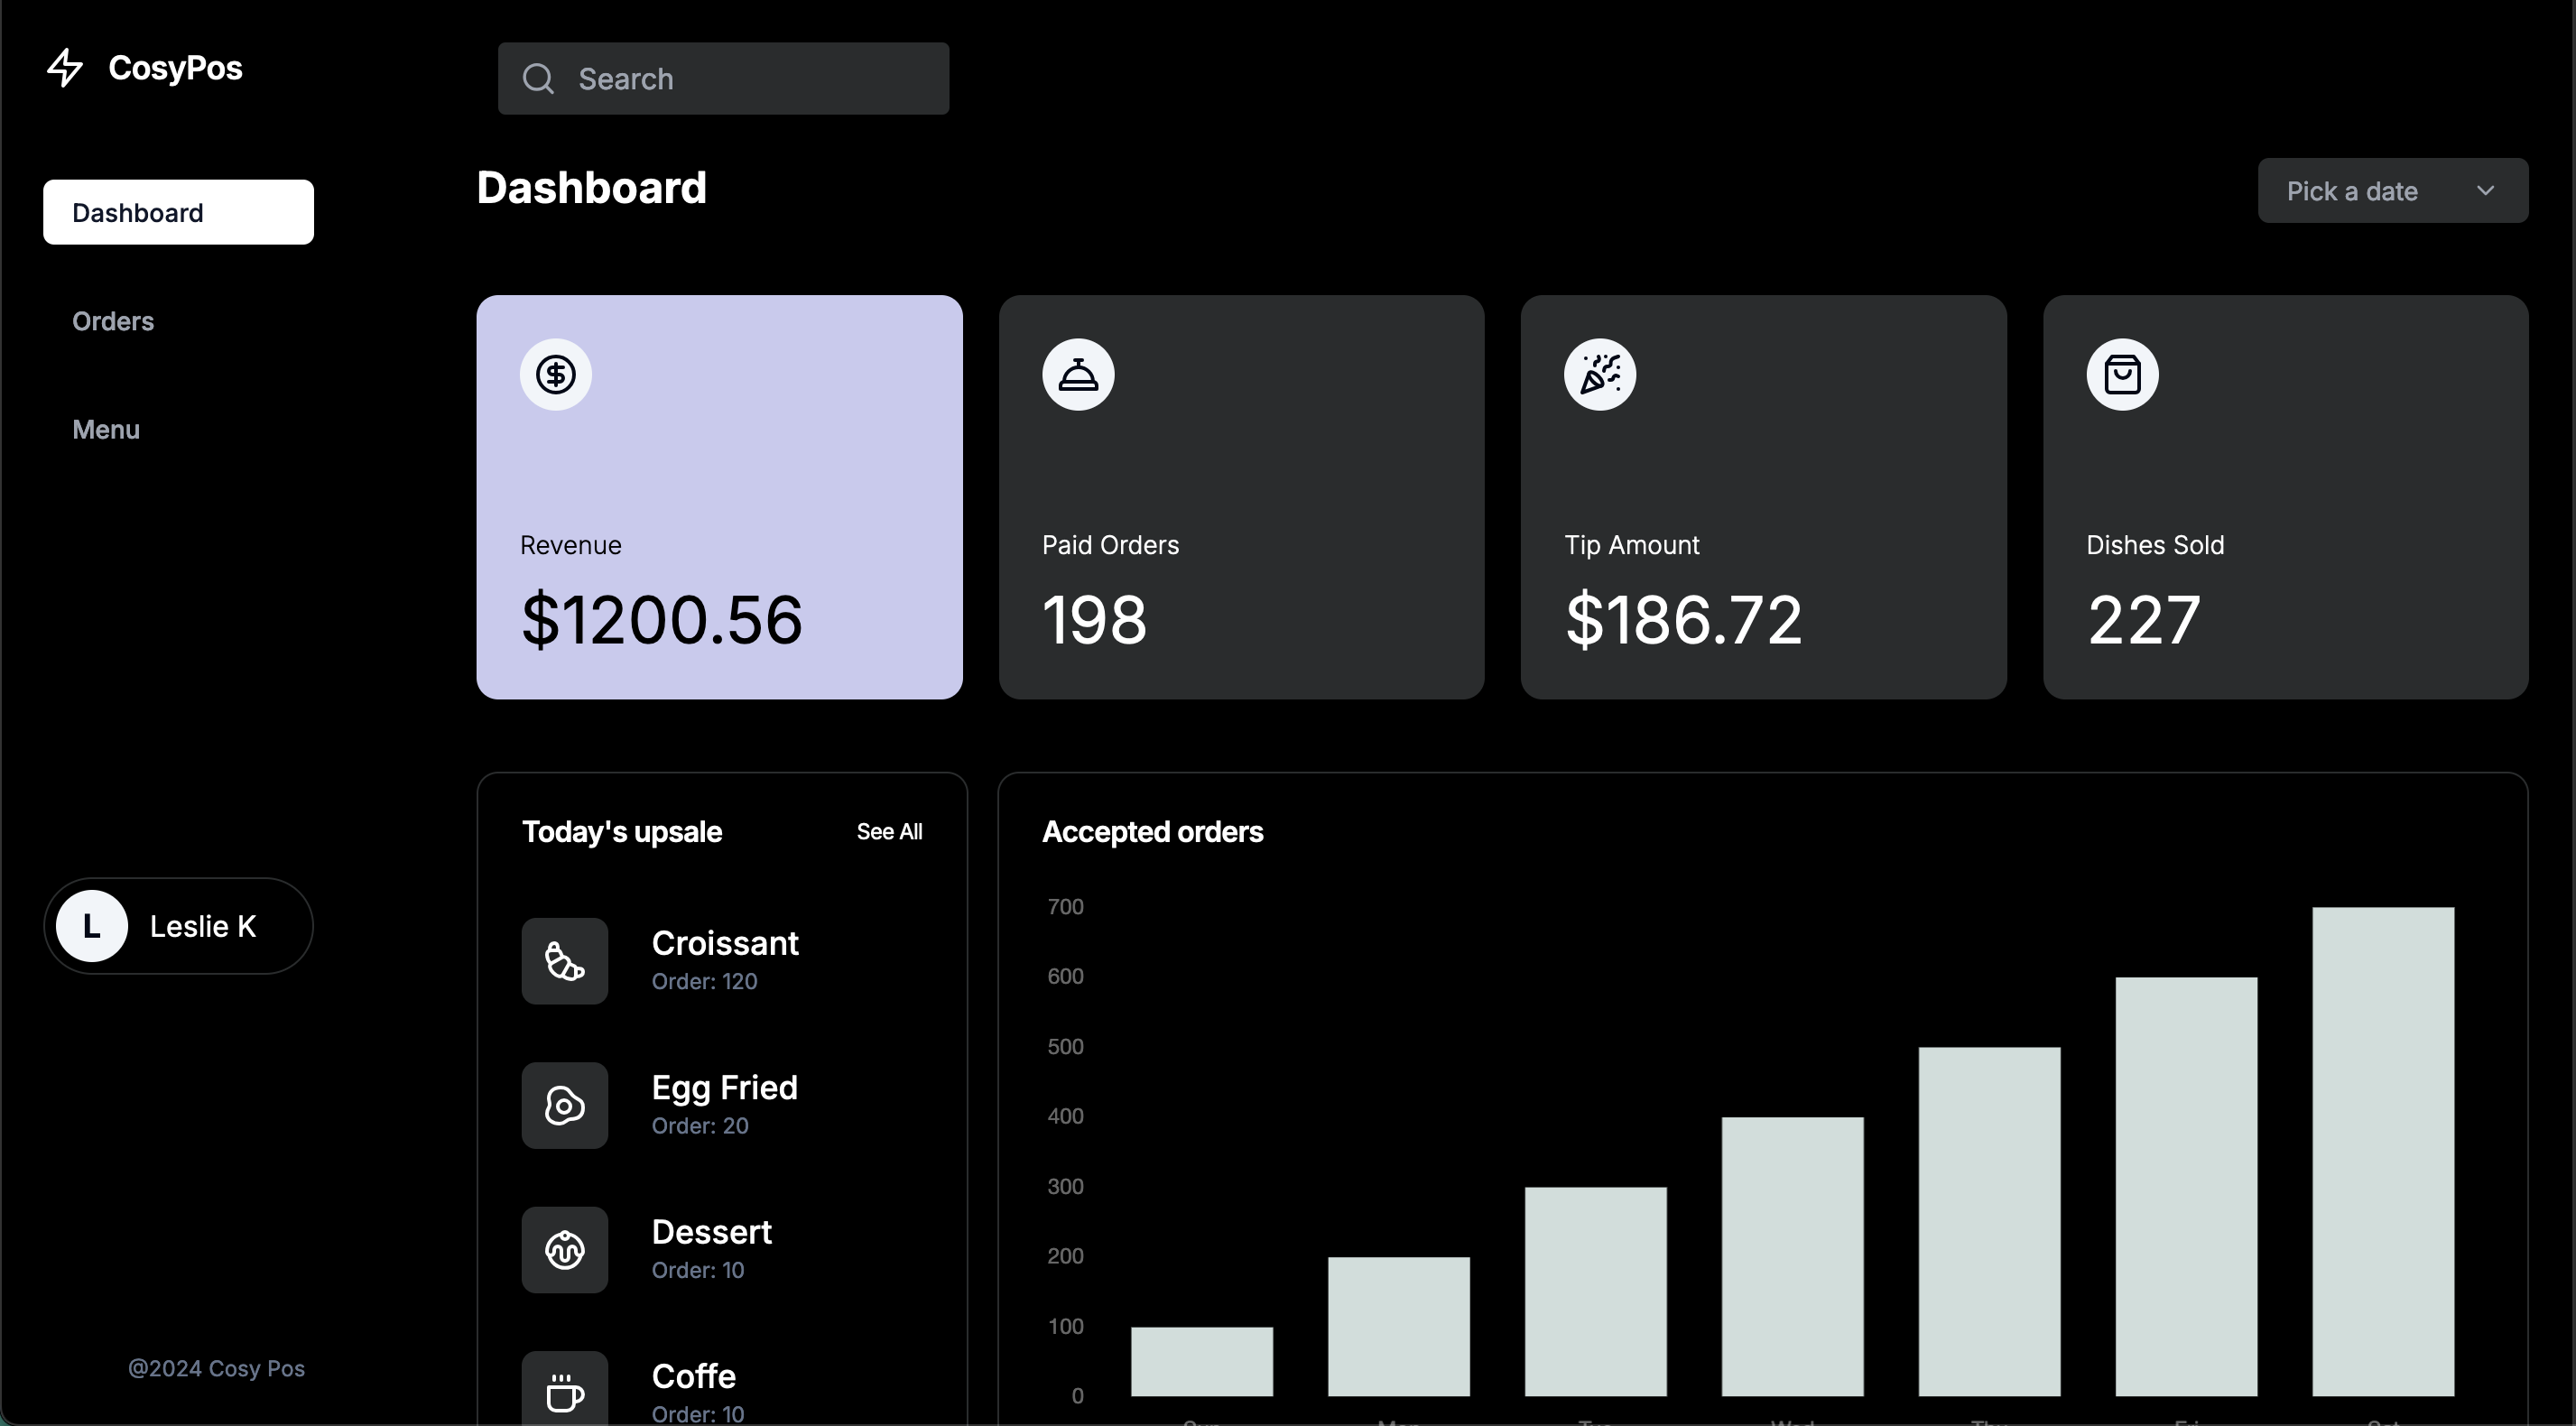 CosyPos
Search
Dashboard
Orders
Menu
Leslie K
L
@2024 Cosy Pos
Dashboard
Pick a date
Revenue
$1200.56
Paid Orders
198
Tip Amount
$186.72
Dishes Sold
227
Today's upsale
See All
Croissant
Order: 120
Egg Fried
Order: 20
Dessert
Order: 10
Coffe
Order: 10
Accepted orders
700
600
500
400
300
200
100
0